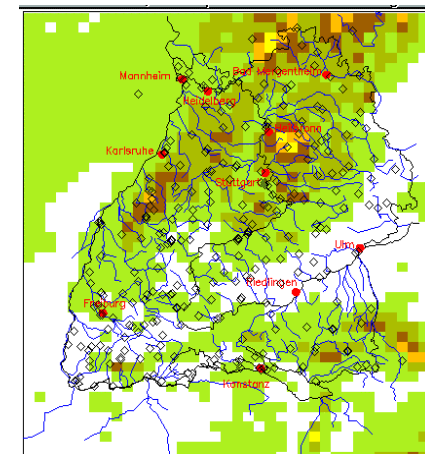 Mannheim
Bad Mergentheim
Heidelberg
Heilbronn
Karlsruhe
Stuttgart
Ulm
Riedlingen
Freiburg
Konstanz